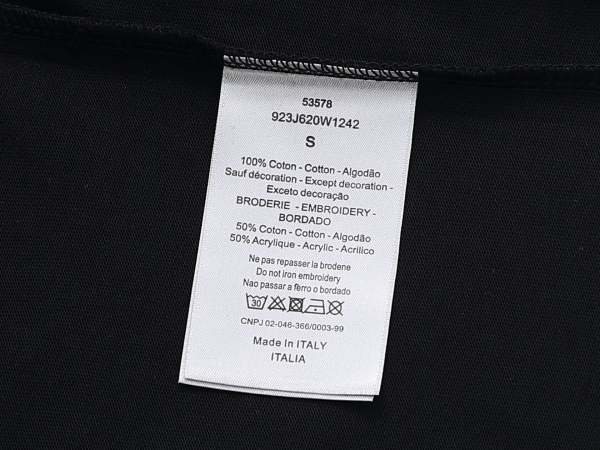 53578
923J620W1242
S
100% Coton - Cotton - Algodão
Sauf décoration - Except decoration -
Exceto decoração
BRODERIE - EMBROIDERY -
BORDADO
50% Coton - Cotton - Algodão
50% Acrylique - Acrylic - Acrilico
Ne pas repasser la brodene
Do not iron embroidery
Nao passar a ferro o bordado
30
CNPJ 02-046-366/0003-99
Made In ITALY
ITALIA